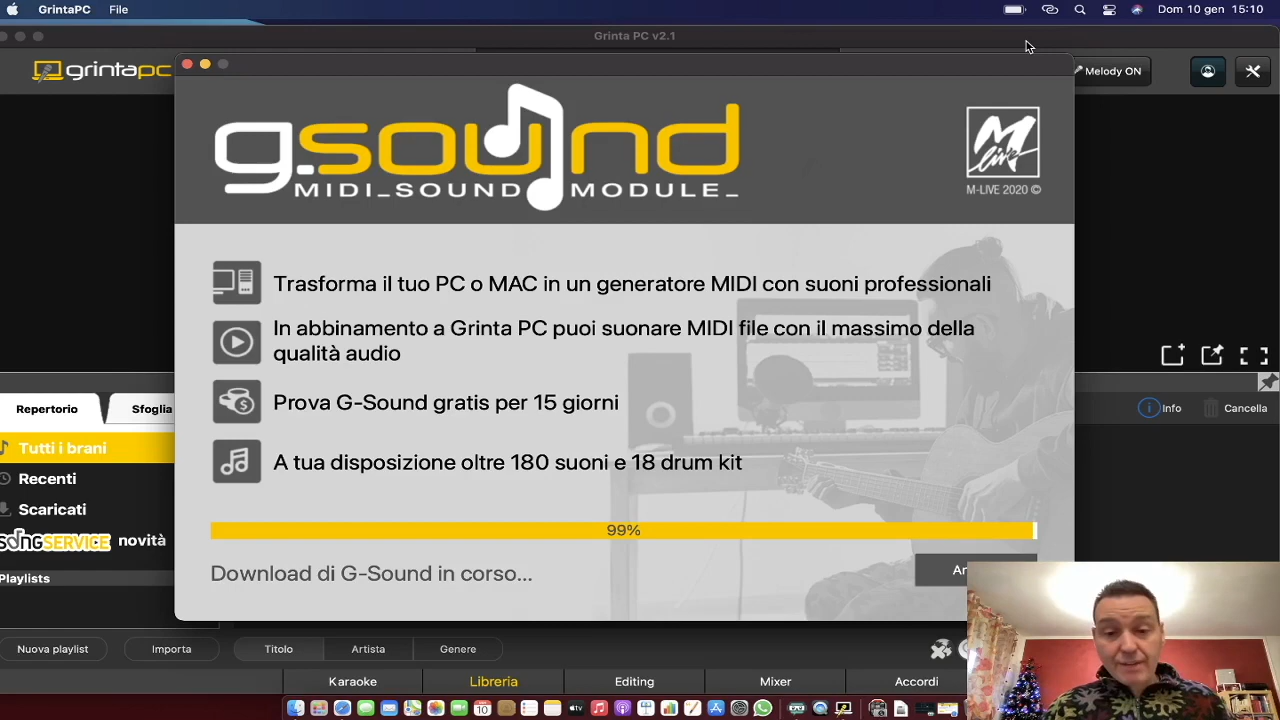 GrintaPC File
Dom 10 gen 15:10
Grinta PC v2.1
grintapc
Melody ON
g.sound
MIDI_SOUND MODULE_
M live
M-LIVE 2020 ©
Trasforma il tuo PC o MAC in un generatore MIDI con suoni professionali
In abbinamento a Grinta PC puoi suonare MIDI file con il massimo della
qualità audio
Prova G-Sound gratis per 15 giorni
A tua disposizione oltre 180 suoni e 18 drum kit
99%
Download di G-Sound in corso...
Repertorio
Sfoglia
Info
Cancella
Tutti i brani
Recenti
Scaricati
SONGSERVICE novità
Playlists
Nuova playlist
Importa
Titolo
Artista
Genere
Karaoke
Libreria
Editing
Mixer
Accordi
10